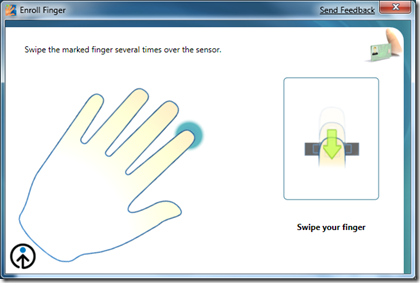 Enroll Finger
Send Feedback
Swipe the marked finger several times over the sensor.
Swipe your finger